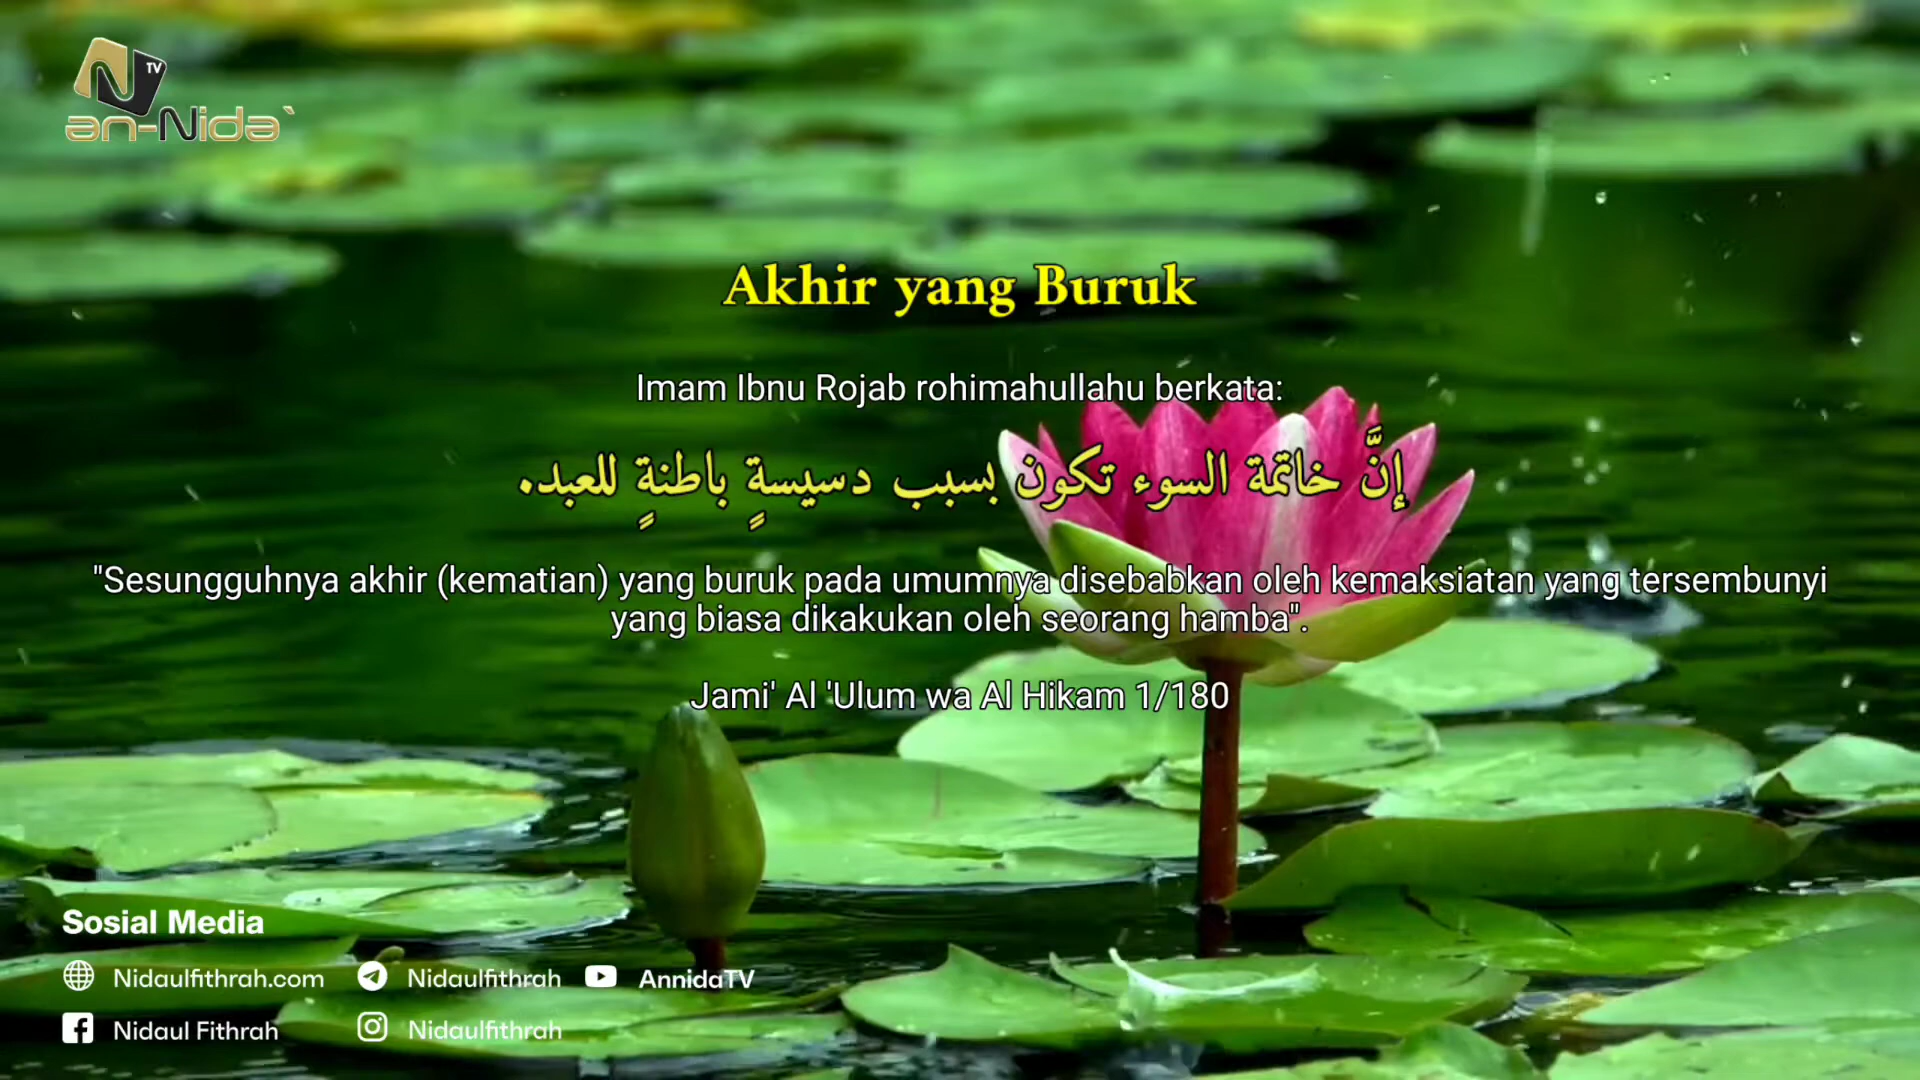 TV
an-Nida`
Akhir yang Buruk
Imam Ibnu Rojab rohimahullahu berkata:
إنَّ خاتمة السوء تكون بسبب دسيسةٍ باطنةٍ للعبد.
"Sesungguhnya akhir (kematian) yang buruk pada umumnya disebabkan oleh kemaksiatan yang tersembunyi
yang biasa dikakukan oleh seorang hamba".
Jami' Al 'Ulum wa Al Hikam 1/180
Sosial Media
Nidaulfithrah.com Nidaulfithrah AnnidaTV
Nidaul Fithrah Nidaulfithrah